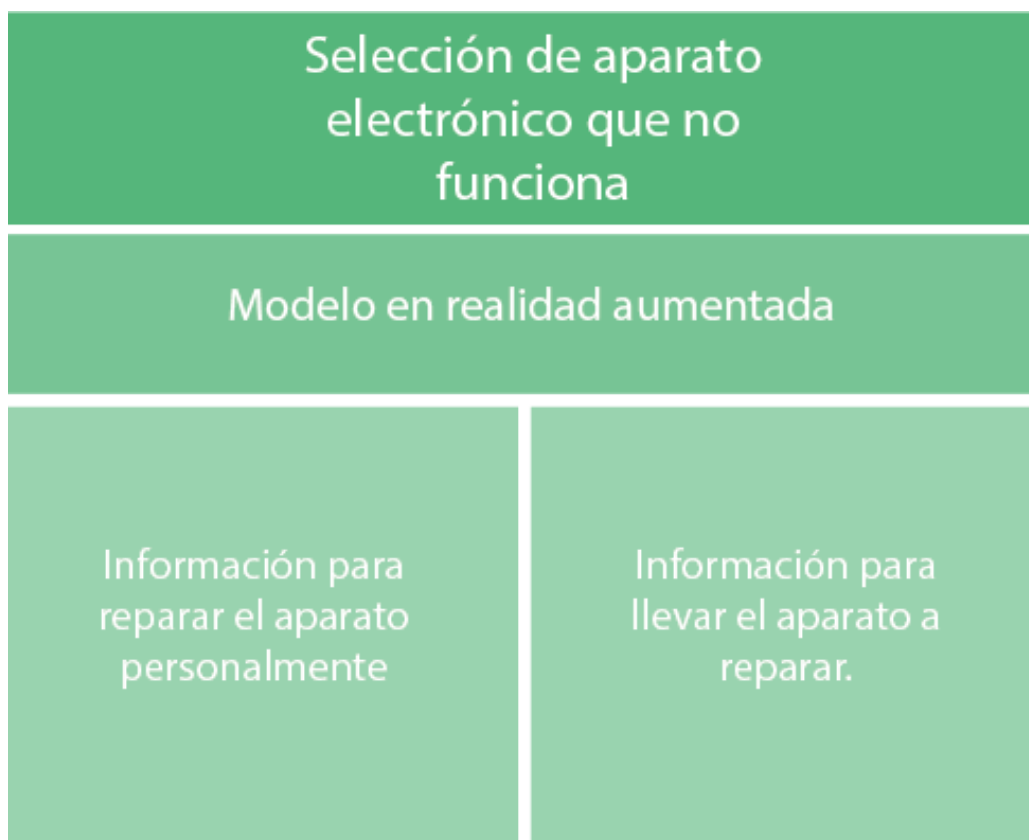 Selección de aparato
electrónico que no
funciona
Modelo en realidad aumentada
Información para
reparar el aparato
personalmente
Información para
llevar el aparato a
reparar.